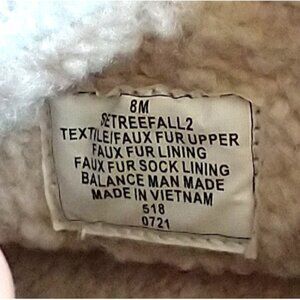 8M
SETREEFALL2
TEXTILE/FAUX FUR UPPER
FAUX FUR LINING
FAUX FUR SOCK LINING
BALANCE MAN MADE
MADE IN VIETNAM
518
0721